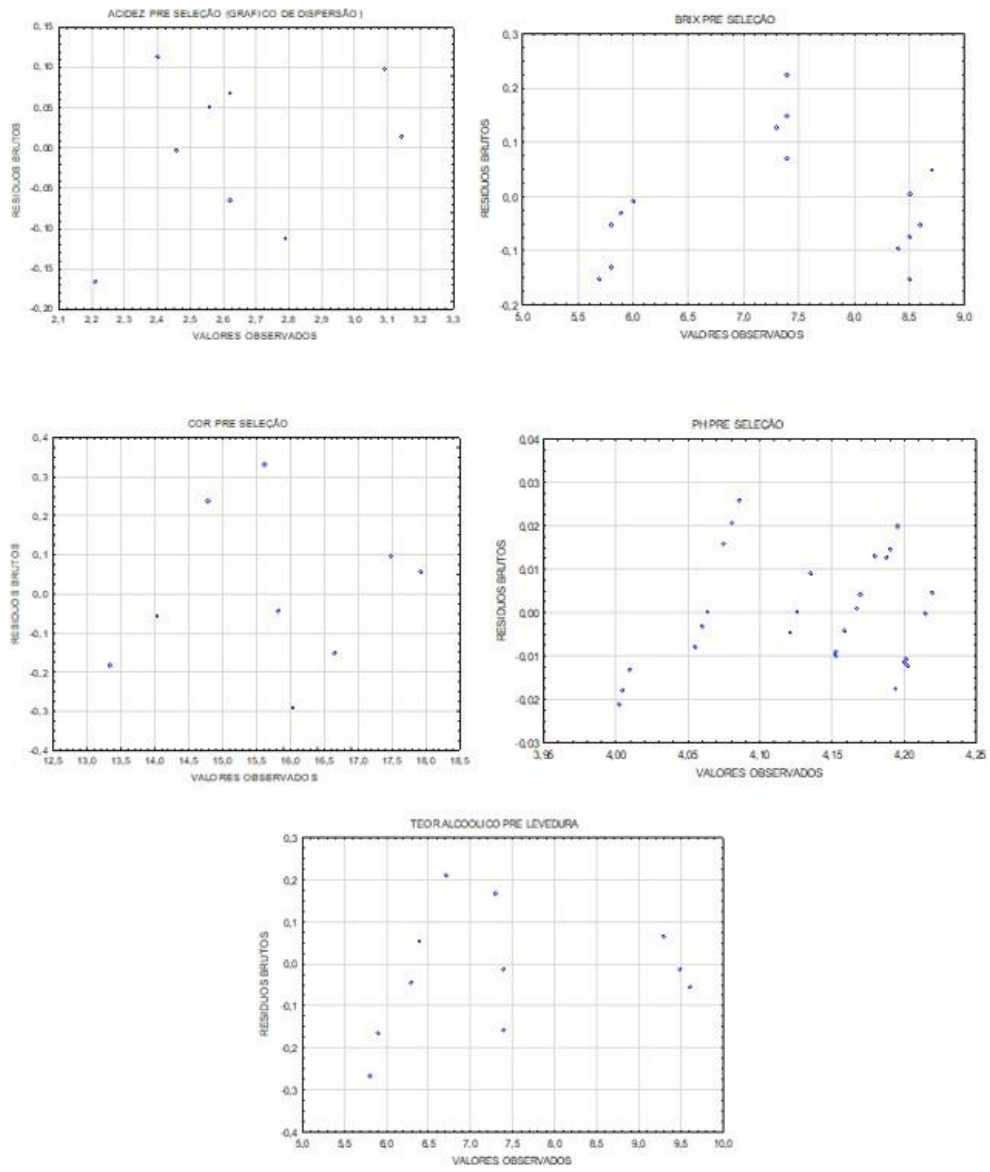 ACIDEZ PRE SELEÇÃO (GRAFICO DE DISPERSÃO)
0,15
0,10
0,05
0,00
-0,05
-0,10
-0,15
-0,20
RESIDUOS BRUTOS
2,1 2,2 2,3 2,4 2,5 2,6 2,7 2,8 2,9 3,0 3,1 3,2 3,3
VALORES OBSERVADOS
BRIX PRE SELEÇÃO
0,3
0,2
0,1
0,0
-0,1
-0,2
RESIDUOS BRUTOS
5,0 5,5 6,0 6,5 7,0 7,5 8,0 8,5 9,0
VALORES OBSERVADOS
COR PRE SELEÇÃO
0,4
0,3
0,2
0,1
0,0
-0,1
-0,2
-0,3
-0,4
RESIDUOS BRUTOS
12,5 13,0 13,5 14,0 14,5 15,0 15,5 16,0 16,5 17,0 17,5 18,0 18,5
VALORES OBSERVADOS
PH PRE SELEÇÃO
0,04
0,03
0,02
0,01
0,00
-0,01
-0,02
-0,03
RESIDUOS BRUTOS
3,95 4,00 4,05 4,10 4,15 4,20 4,25
VALORES OBSERVADOS
TEOR ALCOOLICO PRE LEVEDURA
0,3
0,2
0,1
0,0
-0,1
-0,2
-0,3
-0,4
RESIDUOS BRUTOS
5,0 5,5 6,0 6,5 7,0 7,5 8,0 8,5 9,0 9,5 10,0
VALORES OBSERVADOS